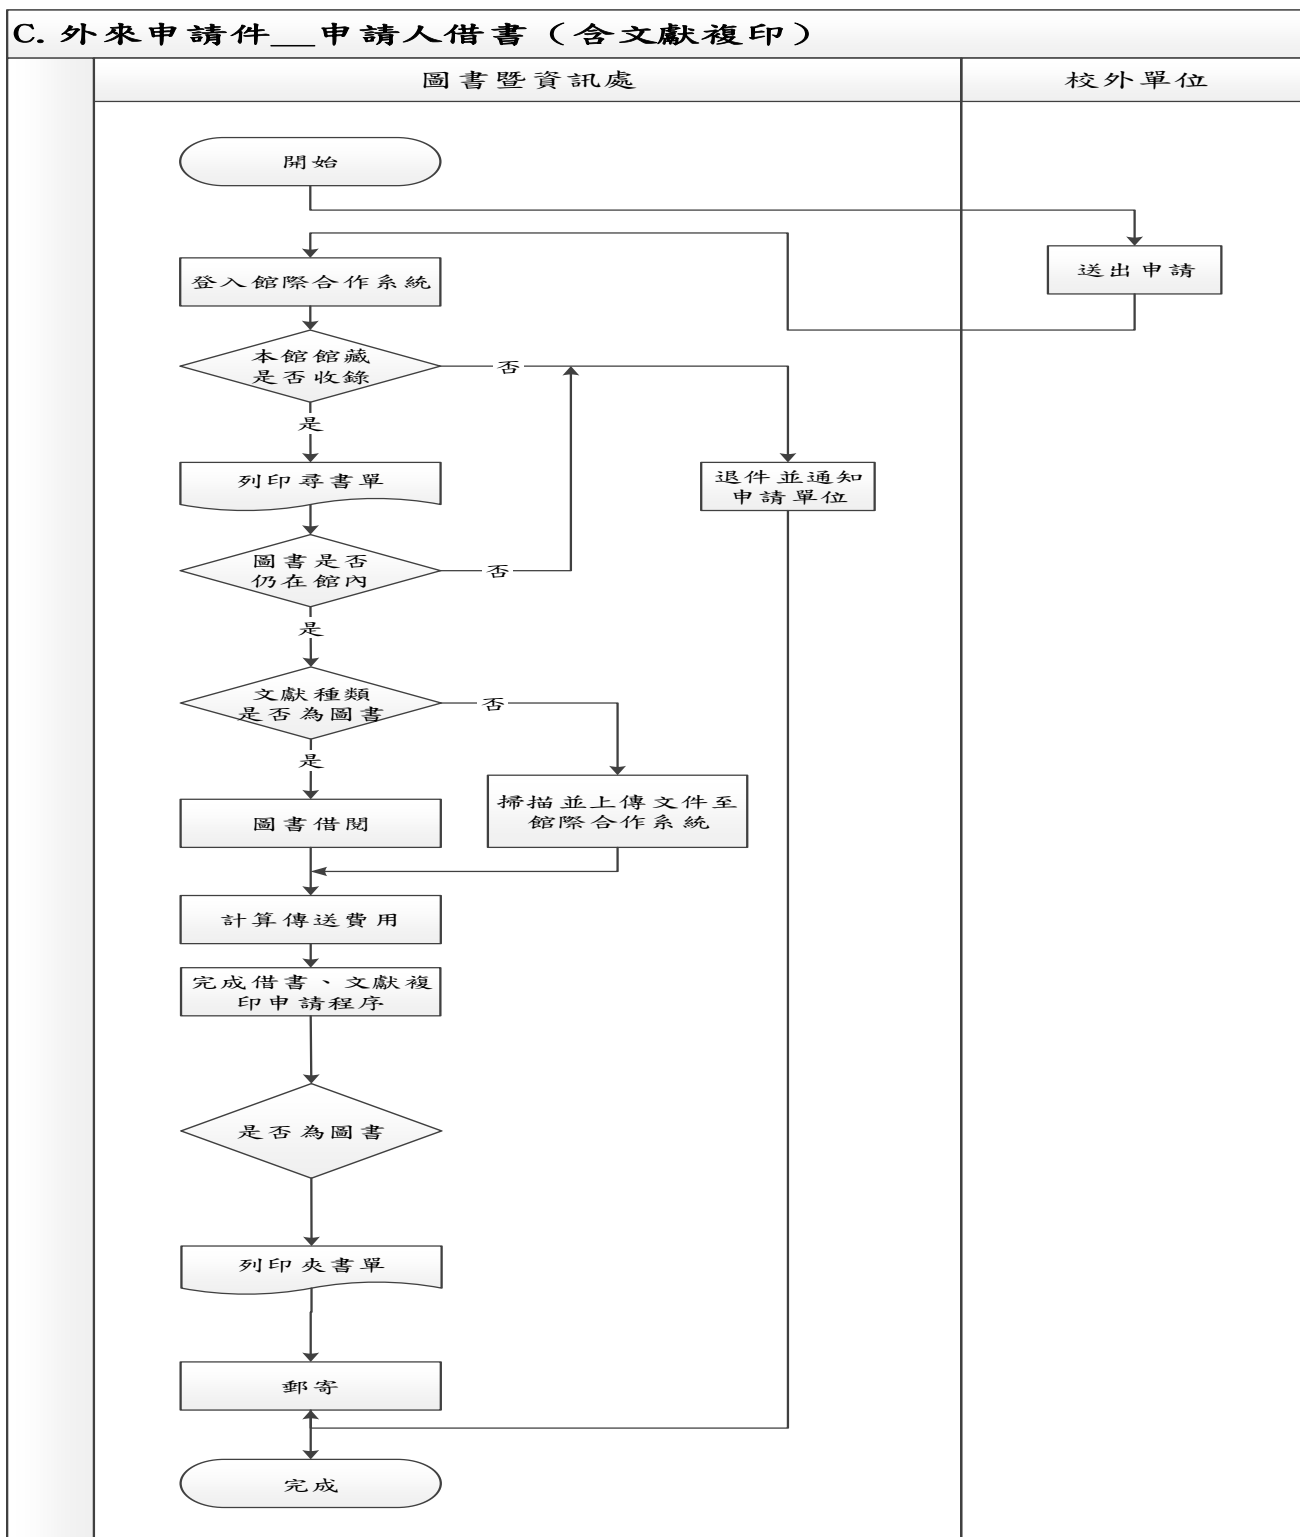 C. 外來申請件__申請人借書（含文獻複印）
圖書暨資訊處
校外單位
開始
送出申請
登入館際合作系統
本館館藏
是否收錄
否
是
列印尋書單
退件並通知
申請單位
圖書是否
仍在館內
否
是
文獻種類
是否為圖書
否
是
掃描並上傳文件至
館際合作系統
圖書借閱
計算傳送費用
完成借書、文獻複
印申請程序
是否為圖書
列印夾書單
郵寄
完成